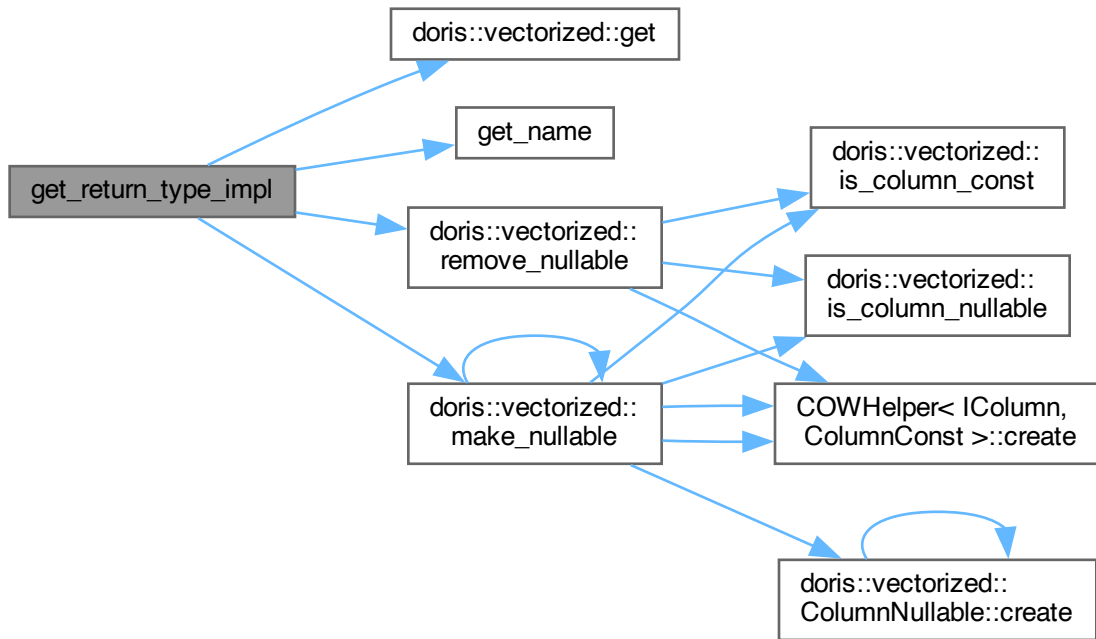 doris::vectorized::get
get_name
get_return_type_impl
doris::vectorized::
is_column_const
doris::vectorized::
remove_nullable
doris::vectorized::
is_column_nullable
doris::vectorized::
make_nullable
COWHelper< IColumn,
ColumnConst >::create
doris::vectorized::
ColumnNullable::create